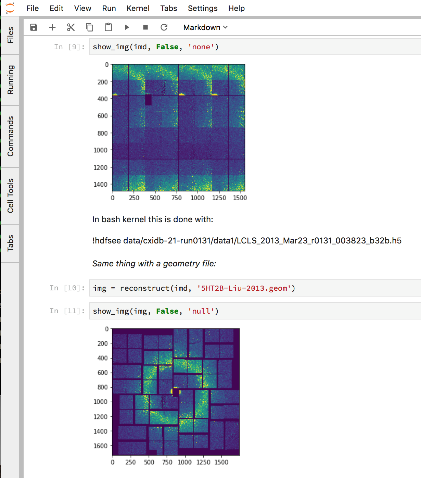 File Edit View Run Kernel Tabs Settings Help
Markdown
Files
Running
Commands
Cell Tools
Tabs
In [9]: show_img(imd, False, 'none')
0
200
400
600
800
1000
1200
1400
0 250 500 750 1000 1250 1500
In bash kernel this is done with:
!hdfsee data/cxidb-21-run0131/data1/LCLS_2013_Mar23_r0131_003823_b32b.h5
Same thing with a geometry file:
In [10]: img = reconstruct(imd, '5HT2B-Liu-2013.geom')
In [11]: show_img(img, False, 'null')
0
200
400
600
800
1000
1200
1400
1600
0 250 500 750 1000 1250 1500